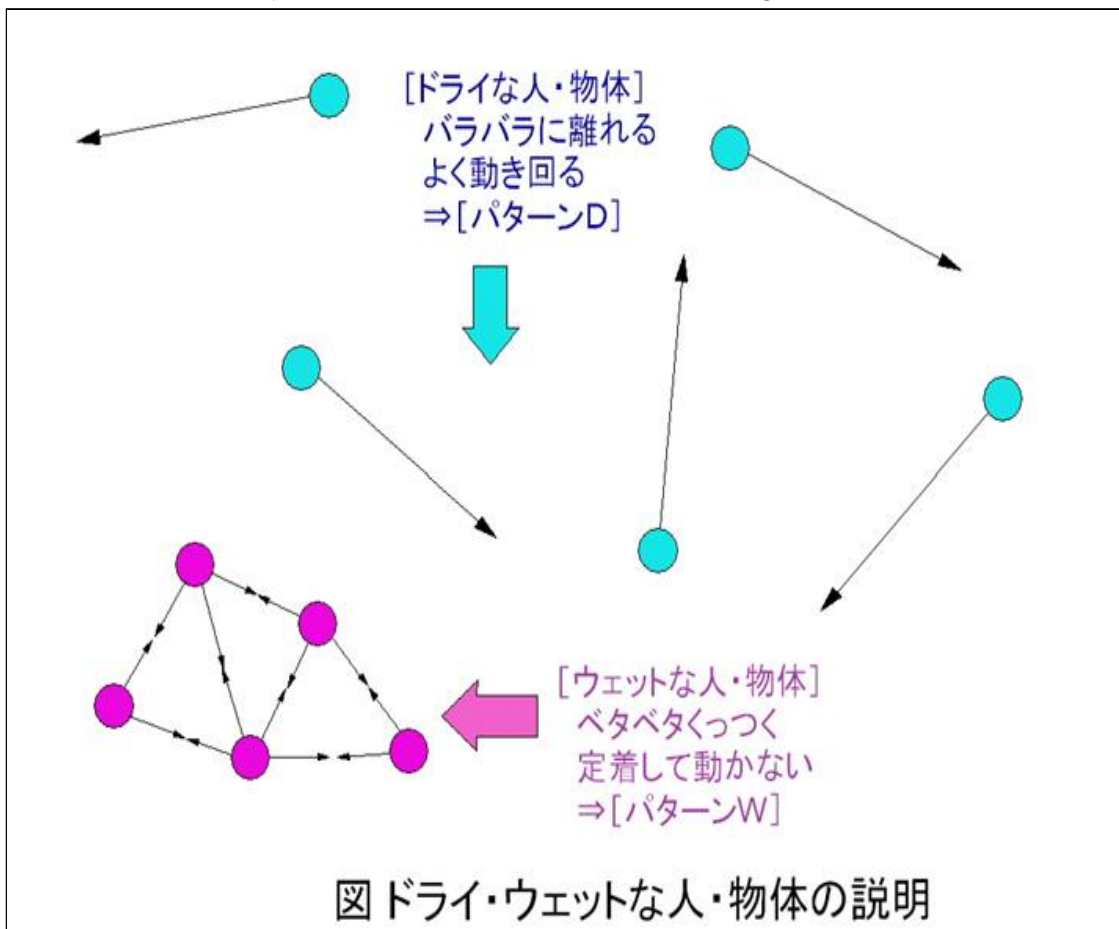 [ドライな人・物体]
バラバラに離れる
よく動き回る
⇒[パターンD]
[ウェットな人・物体]
ベタベタくっつく
定着して動かない
⇒[パターンW]
図 ドライ・ウェットな人・物体の説明